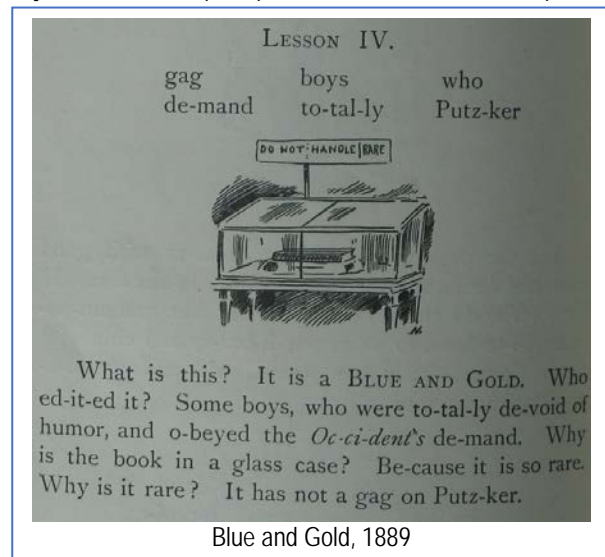 LESSON IV.
gag boys who
de-mand to-tal-ly Putz-ker
DO NOT HANDLE RARE
What is this? It is a BLUE AND GOLD. Who
ed-it-ed it? Some boys, who were to-tal-ly de-void of
humor, and o-beyed the Oc-ci-dent's de-mand. Why
is the book in a glass case? Be-cause it is so rare.
Why is it rare? It has not a gag on Putz-ker.
Blue and Gold, 1889